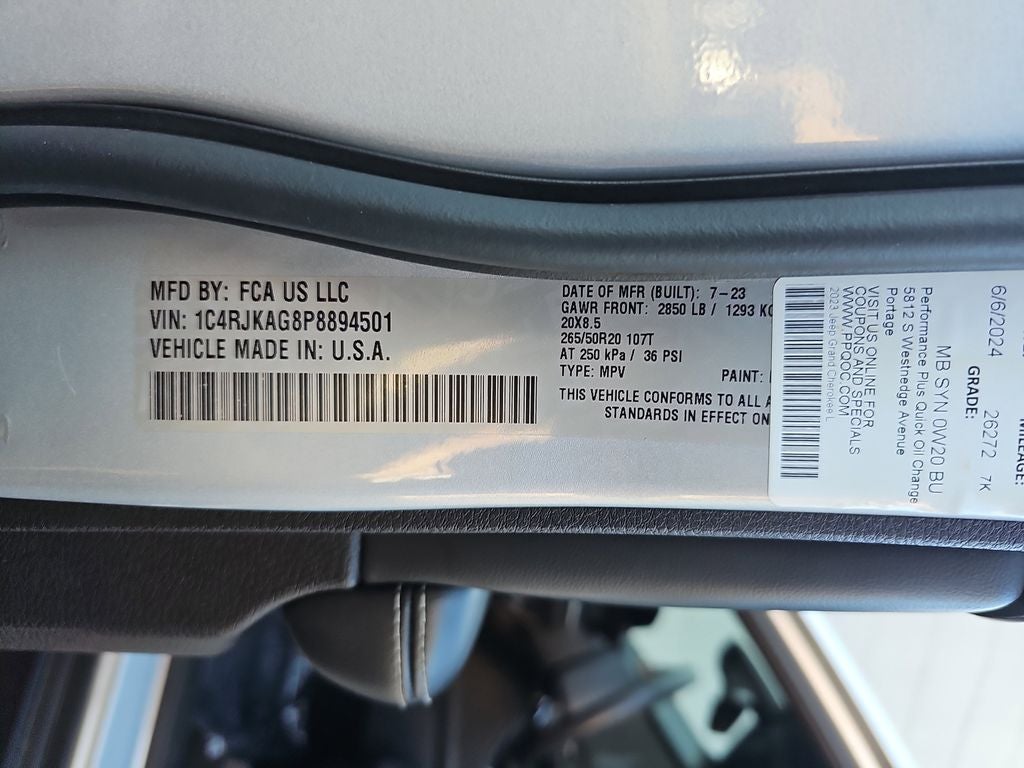 MFD BY: FCA US LLC
VIN: 1C4RJKAG8P8894501
VEHICLE MADE IN: U.S.A.
DATE OF MFR (BUILT): 7-23
GAWR FRONT: 2850 LB / 1293 KG
20X8.5
265/50R20 107T
AT 250 kPa / 36 PSI
TYPE: MPV
PAINT:
THIS VEHICLE CONFORMS TO ALL A
STANDARDS IN EFFECT ON
MILEAGE:
6/6/2024
GRADE:
26272 7K
MB SYN 0W20 BU
Performance Plus Quick Oil Change
5812 S Westnedge Avenue
Portage
VISIT US ONLINE FOR
COUPONS AND SPECIALS
WWW.PPQOC.COM
2023 Jeep Grand Cherokee L